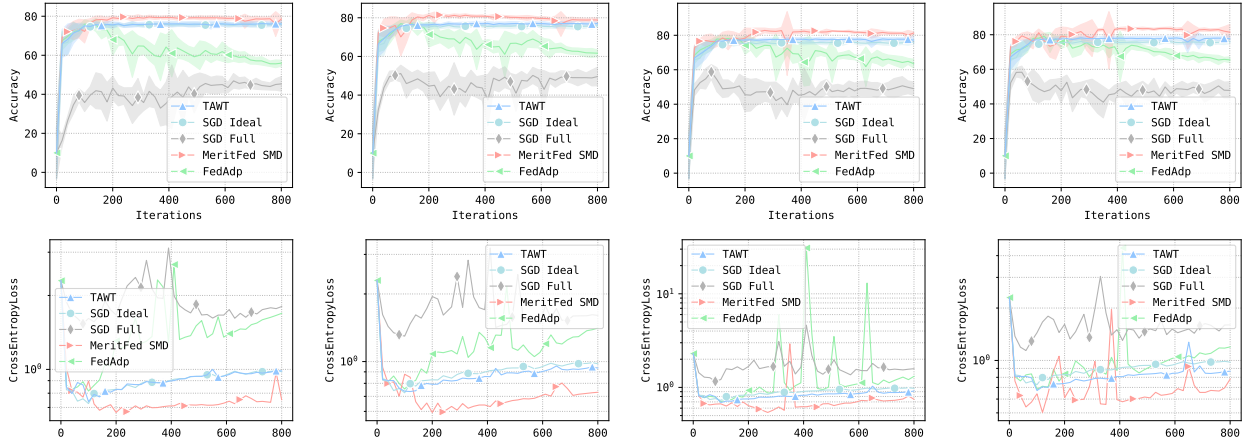 80
60
40
20
0
Accuracy
TAWT
SGD Ideal
SGD Full
MeritFed SMD
FedAdp
0 200 400 600 800
Iterations
80
60
40
20
0
Accuracy
TAWT
SGD Ideal
SGD Full
MeritFed SMD
FedAdp
0 200 400 600 800
Iterations
80
60
40
20
0
Accuracy
TAWT
SGD Ideal
SGD Full
MeritFed SMD
FedAdp
0 200 400 600 800
Iterations
80
60
40
20
0
Accuracy
TAWT
SGD Ideal
SGD Full
MeritFed SMD
FedAdp
0 200 400 600 800
Iterations
CrossEntropyLoss
10⁰
TAWT
SGD Ideal
SGD Full
MeritFed SMD
FedAdp
0 200 400 600 800
CrossEntropyLoss
10⁰
TAWT
SGD Ideal
SGD Full
MeritFed SMD
FedAdp
0 200 400 600 800
CrossEntropyLoss
10¹
10⁰
TAWT
SGD Ideal
SGD Full
MeritFed SMD
FedAdp
0 200 400 600 800
CrossEntropyLoss
10⁰
TAWT
SGD Ideal
SGD Full
MeritFed SMD
FedAdp
0 200 400 600 800